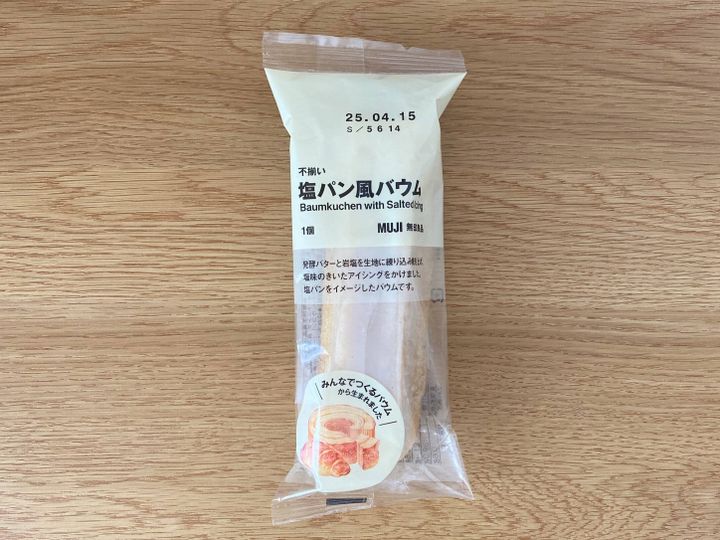 25.04.15
S/5614
不揃い
塩パン風バウム
Baumkuchen with Salted Icing
1個 MUJI 無印良品
発酵バターと岩塩を生地に練り込み焼き上げ、
塩味のきいたアイシングをかけました。
塩パンをイメージしたバウムです。
みんなでつくるバウム
から生まれました